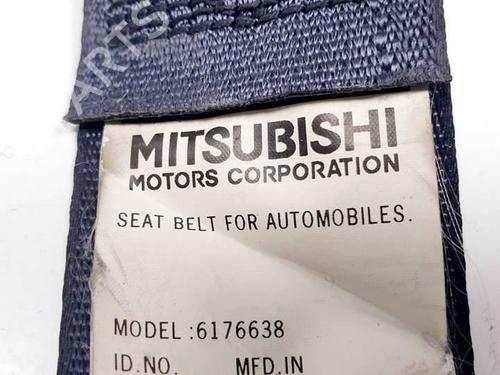 MITSUBISHI
MOTORS CORPORATION
SEAT BELT FOR AUTOMOBILES.
MODEL :6176638
ID.NO. MFD.IN